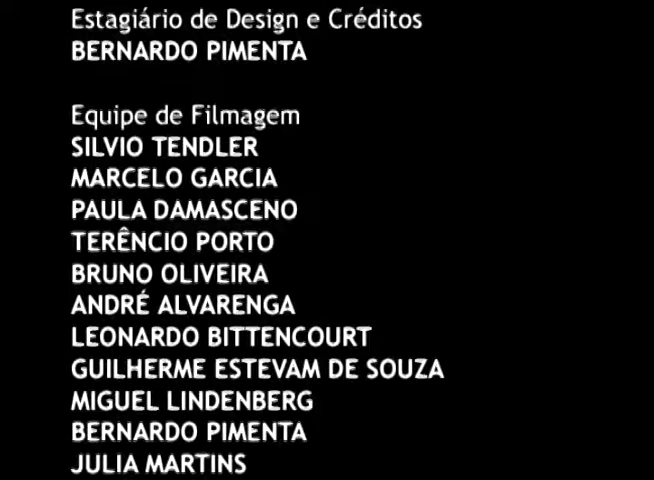 Estagiário de Design e Créditos
BERNARDO PIMENTA
Equipe de Filmagem
SILVIO TENDLER
MARCELO GARCIA
PAULA DAMASCENO
TERÊNCIO PORTO
BRUNO OLIVEIRA
ANDRÉ ALVARENGA
LEONARDO BITTENCOURT
GUILHERME ESTEVAM DE SOUZA
MIGUEL LINDENBERG
BERNARDO PIMENTA
JULIA MARTINS